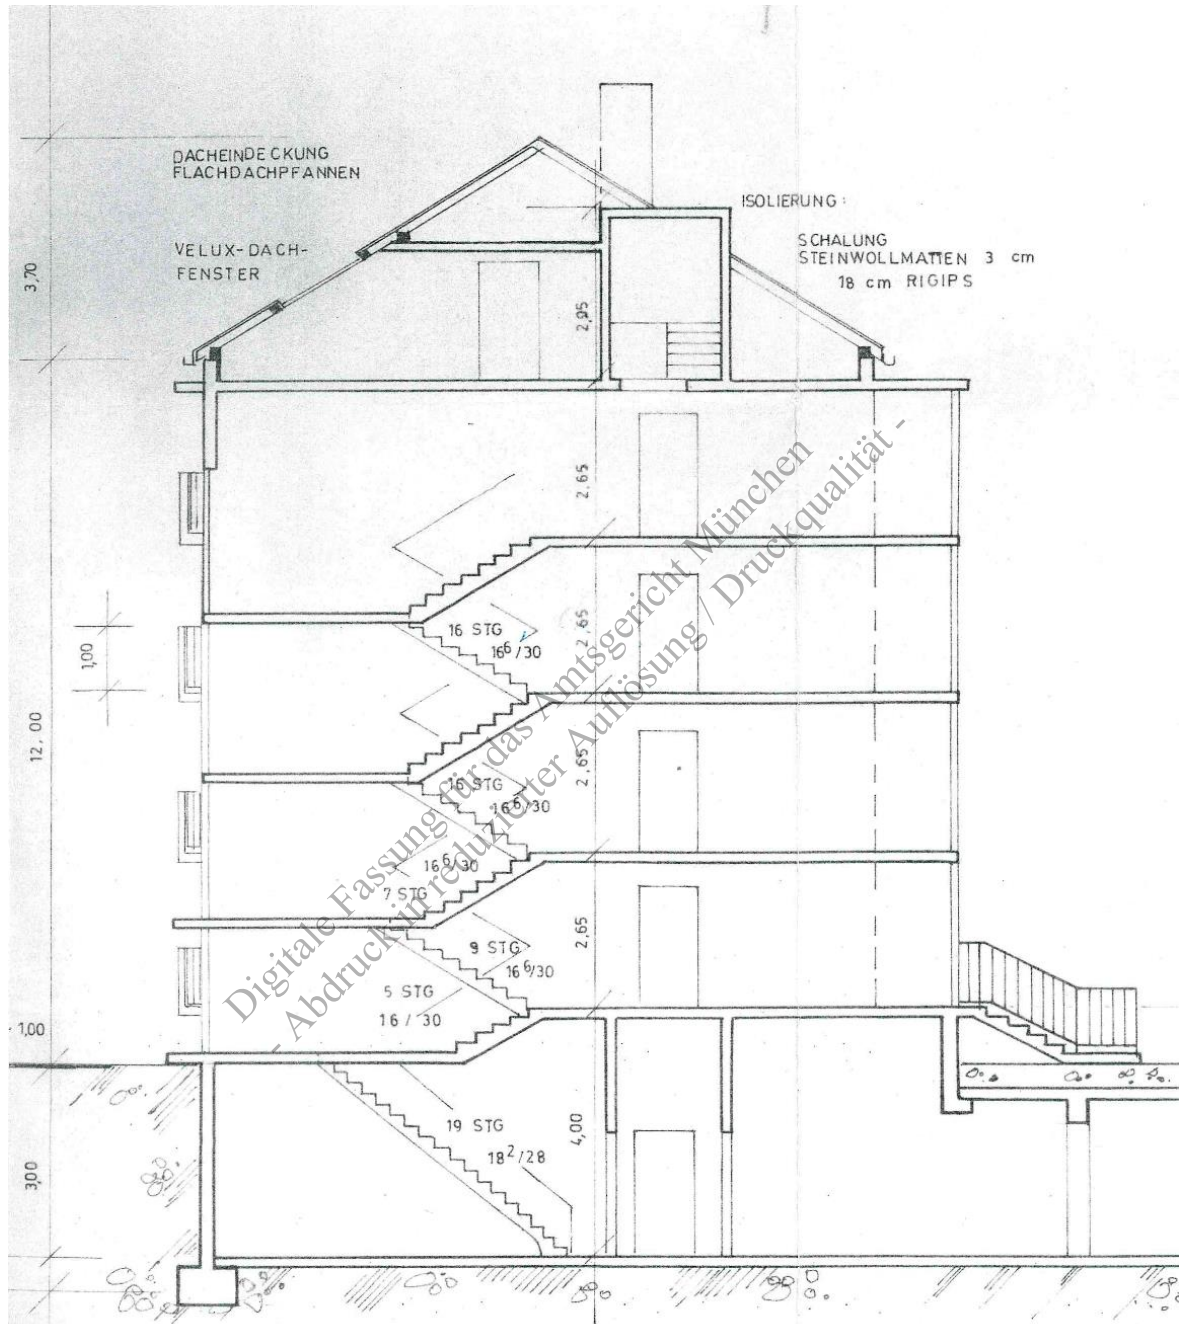 DACHEINDECKUNG
FLACHDACHPFANNEN
VELUX-DACH-
FENSTER
ISOLIERUNG:
SCHALUNG
STEINWOLLMATTEN 3 cm
18 cm RIGIPS
3,70
2,05
2,65
16 STG
16⁶/30
2,65
1,00
12,00
16 STG
16⁶/30
2,65
16⁶/30
7 STG
9 STG
16⁶/30
2,65
5 STG
16 / 30
1,00
19 STG
18²/28
4,00
3,00
Digitale Fassung für das Amtsgericht München
- Abdruck in reduzierter Auflösung / Druckqualität -